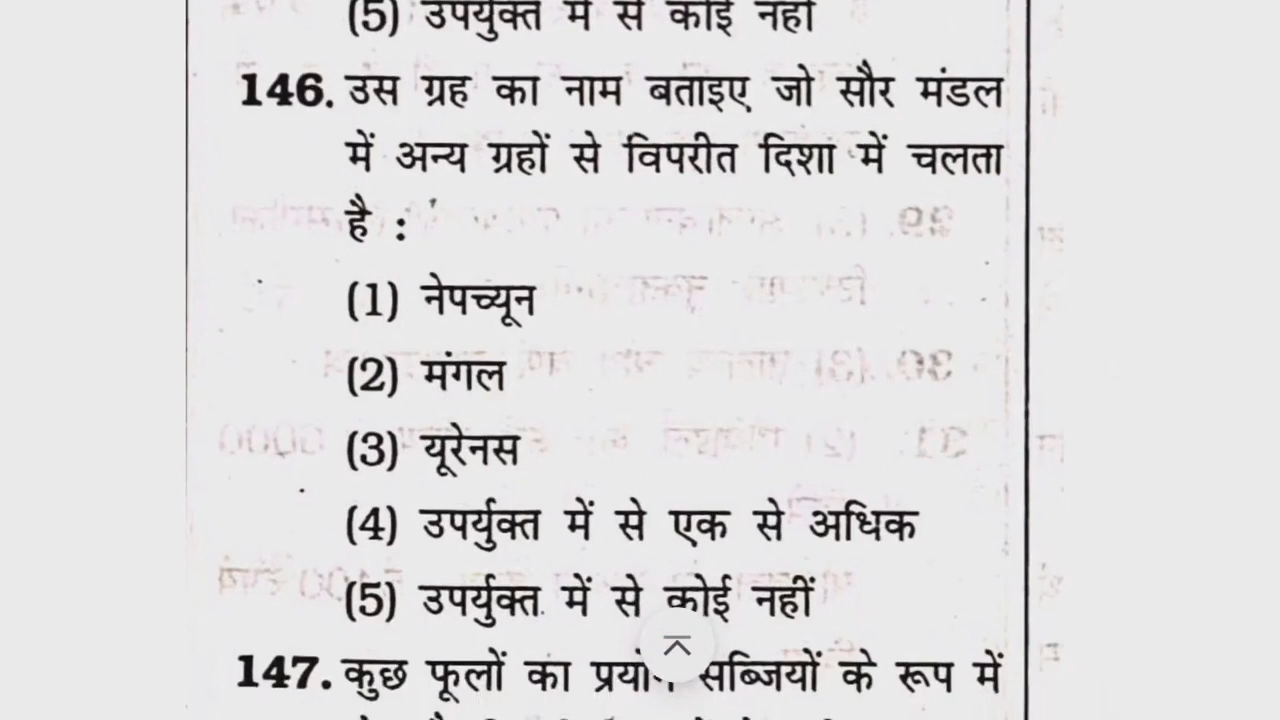 (5) उपर्युक्त में से कोई नहीं
146. उस ग्रह का नाम बताइए जो सौर मंडल
में अन्य ग्रहों से विपरीत दिशा में चलता
है :
(1) नेपच्यून
(2) मंगल
(3) यूरेनस
(4) उपर्युक्त में से एक से अधिक
(5) उपर्युक्त में से कोई नहीं
147. कुछ फूलों का प्रयोग सब्जियों के रूप में